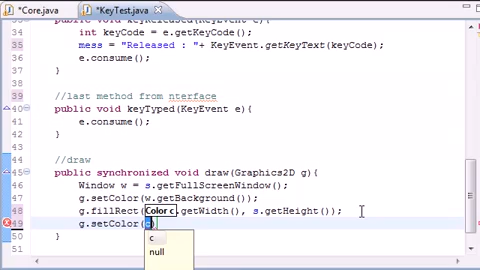 *Core.java *KeyTest.java
35 public void keyReleased(KeyEvent e){
34 int keyCode = e.getKeyCode();
35 mess = "Released : "+ KeyEvent.getKeyText(keyCode);
36 e.consume();
37 }
38
39 //last method from nterface
40 public void keyTyped(KeyEvent e){
41 e.consume();
42 }
43
44 //draw
45 public synchronized void draw(Graphics2D g){
46 Window w = s.getFullScreenWindow();
47 g.setColor(w.getBackground());
48 g.fillRect( Color c .getWidth(), s.getHeight());
49 g.setColor(c)
50 }
c
null